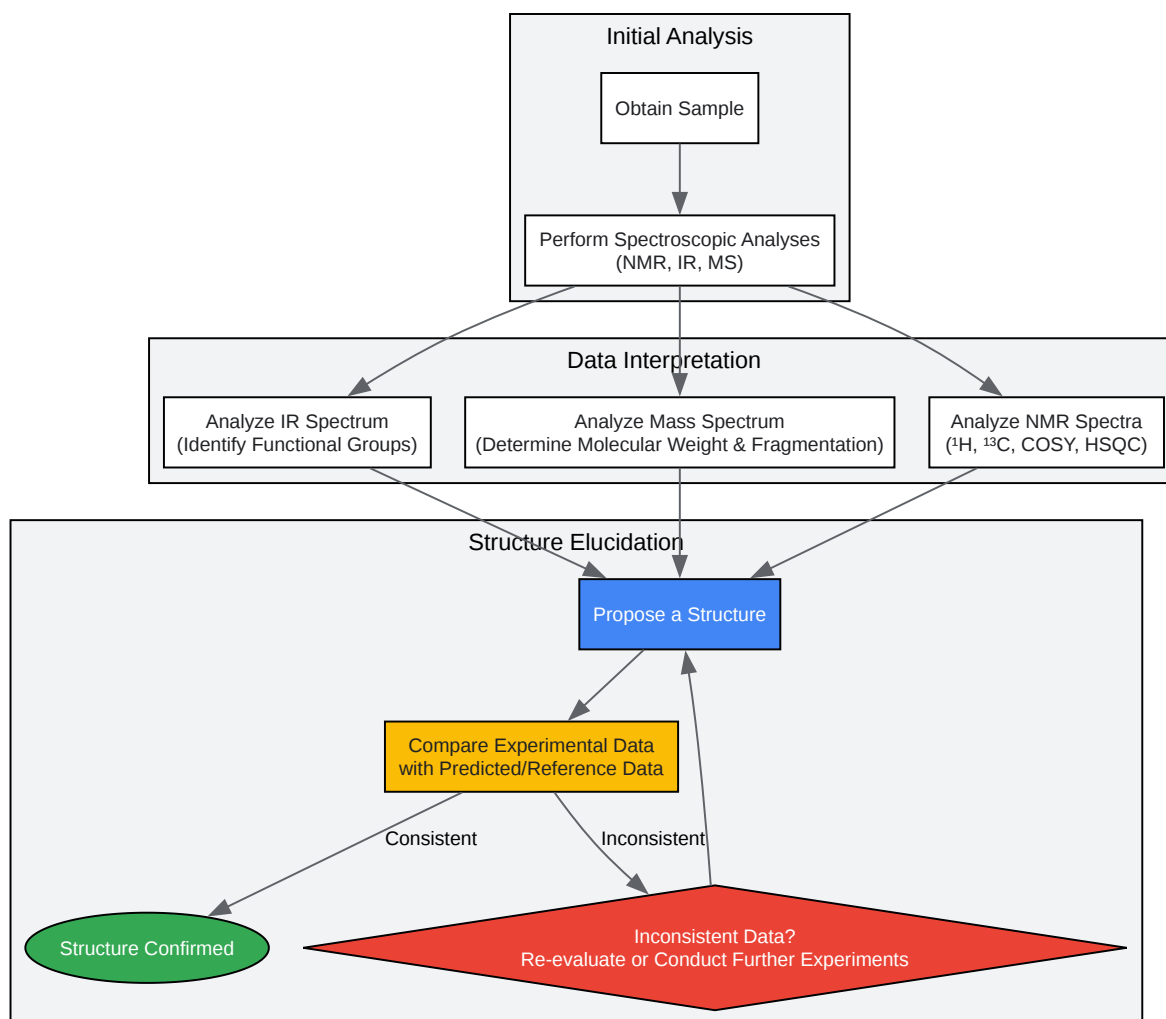 Initial Analysis
Obtain Sample
Perform Spectroscopic Analyses
(NMR, IR, MS)
Data Interpretation
Analyze IR Spectrum
(Identify Functional Groups)
Analyze Mass Spectrum
(Determine Molecular Weight & Fragmentation)
Analyze NMR Spectra
(¹H, ¹³C, COSY, HSQC)
Structure Elucidation
Propose a Structure
Compare Experimental Data
with Predicted/Reference Data
Consistent
Inconsistent
Structure Confirmed
Inconsistent Data?
Re-evaluate or Conduct Further Experiments